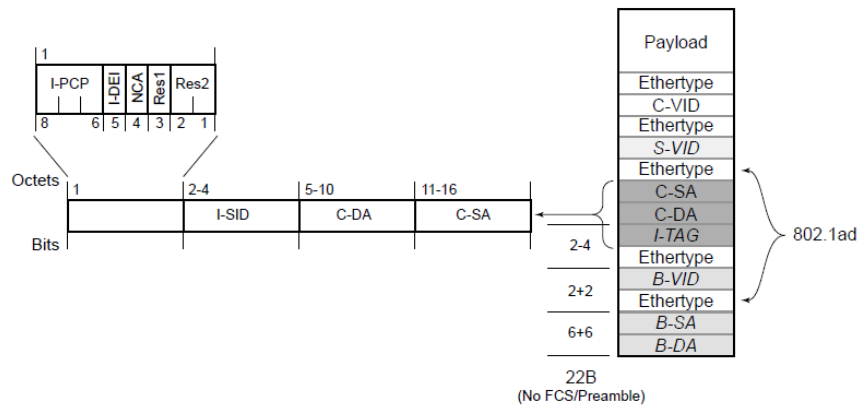 1
I-PCP I-DEI NCA Res1 Res2
8 6 5 4 3 2 1
Octets 1 2-4 5-10 11-16
I-SID C-DA C-SA
Bits
Payload
Ethertype
C-VID
Ethertype
S-VID
Ethertype
C-SA
C-DA
I-TAG
Ethertype
B-VID
Ethertype
B-SA
B-DA
2-4
2+2
6+6
22B
(No FCS/Preamble)
802.1ad